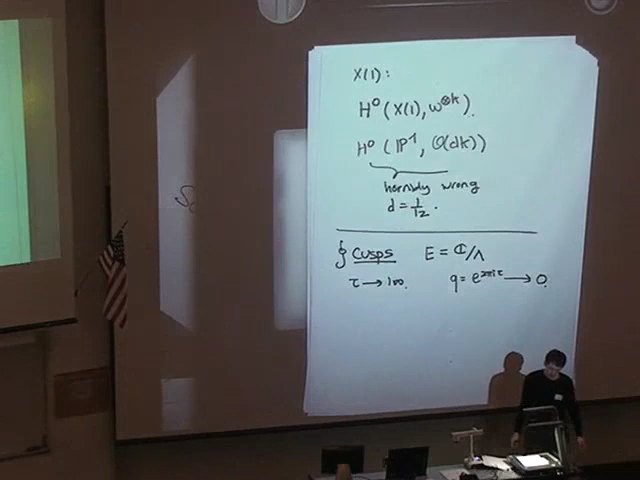 X(1):
H⁰(X(1), ω^{⊗k}).
H⁰(ℙ¹, O(dk))
horribly wrong
d = 1/12.
§ Cusps E = ℂ/Λ
τ → i∞. q = e^{2πiτ} → 0.